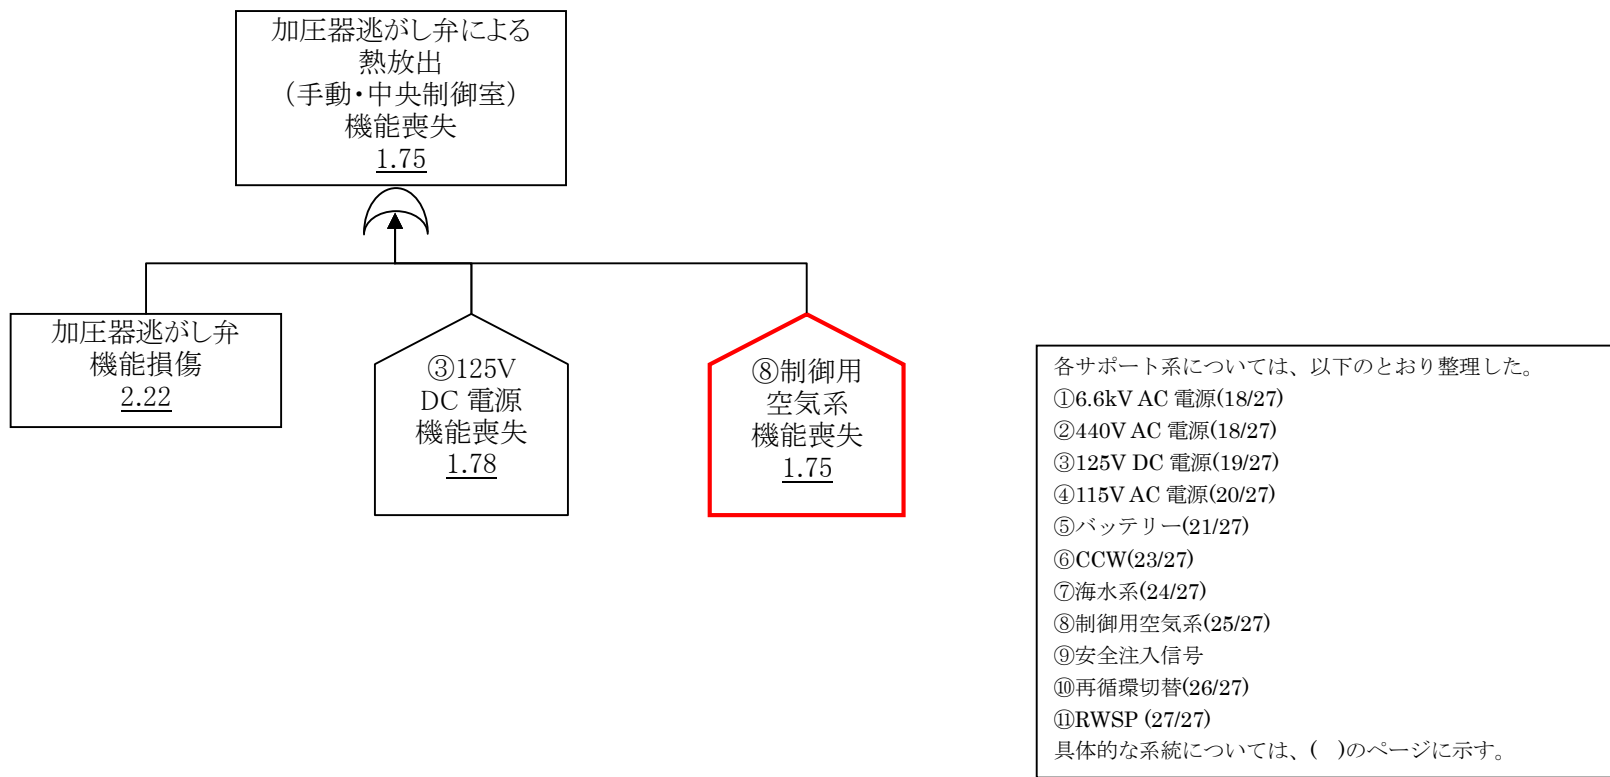 加圧器逃がし弁による
熱放出
(手動・中央制御室)
機能喪失
1.75
加圧器逃がし弁
機能損傷
2.22
③125V
DC 電源
機能喪失
1.78
⑧制御用
空気系
機能喪失
1.75
各サポート系については、以下のとおり整理した。
①6.6kV AC 電源(18/27)
②440V AC 電源(18/27)
③125V DC 電源(19/27)
④115V AC 電源(20/27)
⑤バッテリー(21/27)
⑥CCW(23/27)
⑦海水系(24/27)
⑧制御用空気系(25/27)
⑨安全注入信号
⑩再循環切替(26/27)
⑪RWSP (27/27)
具体的な系統については、(　)のページに示す。